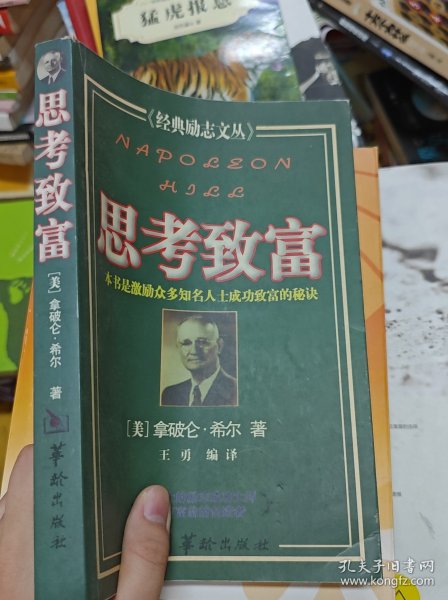 猛虎报恩
思考致富
[美]拿破仑·希尔 著
华龄出版社
《经典励志文丛》
NAPOLEON
HILL
思考致富
本书是激励众多知名人士成功致富的秘诀
[美]拿破仑·希尔 著
王勇 编译
华龄出版社
孔夫子旧书网
kongfz.com